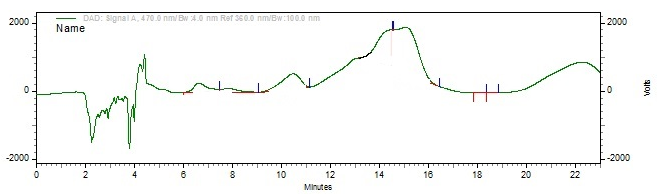 DAD: Signal A, 470.0 nm/Bw:4.0 nm Ref 360.0 nm/Bw:100.0 nm
Name
2000 2000
0 0
-2000 -2000
0 2 4 6 8 10 12 14 16 18 20 22
Minutes
Volts